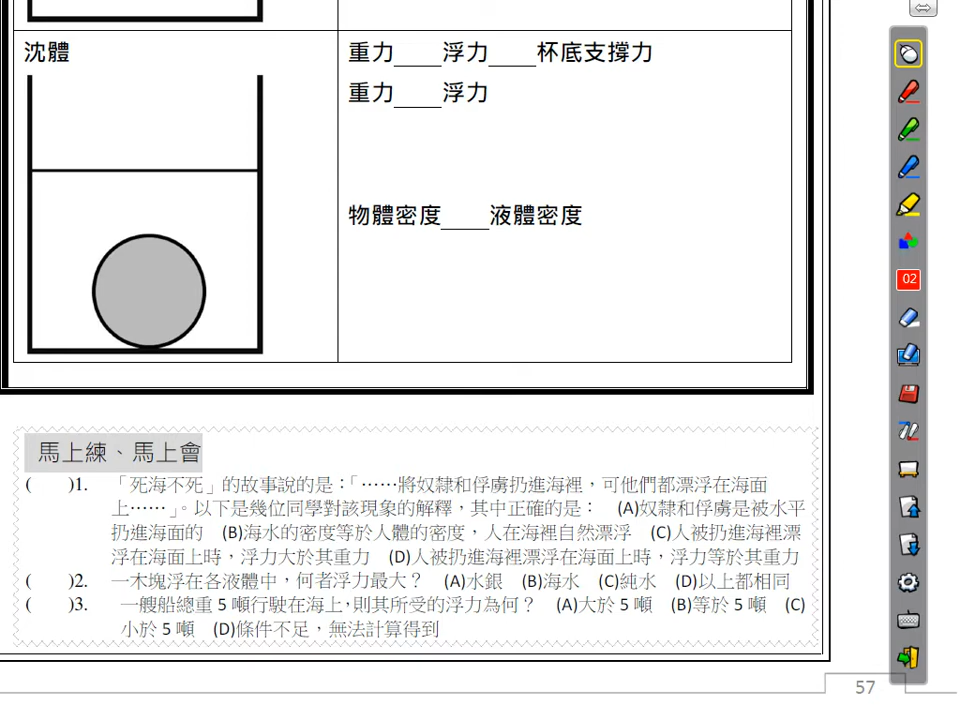 沈體
重力____浮力____杯底支撐力
重力____浮力
物體密度____液體密度
馬上練、馬上會
(　　)1. 「死海不死」的故事說的是：「……將奴隸和俘虜扔進海裡，可他們都漂浮在海面
上……」。以下是幾位同學對該現象的解釋，其中正確的是： (A)奴隸和俘虜是被水平
扔進海面的 (B)海水的密度等於人體的密度，人在海裡自然漂浮 (C)人被扔進海裡漂
浮在海面上時，浮力大於其重力 (D)人被扔進海裡漂浮在海面上時，浮力等於其重力
(　　)2. 一木塊浮在各液體中，何者浮力最大？ (A)水銀 (B)海水 (C)純水 (D)以上都相同
(　　)3. 一艘船總重 5 噸行駛在海上，則其所受的浮力為何？ (A)大於 5 噸 (B)等於 5 噸 (C)
小於 5 噸 (D)條件不足，無法計算得到
57
02